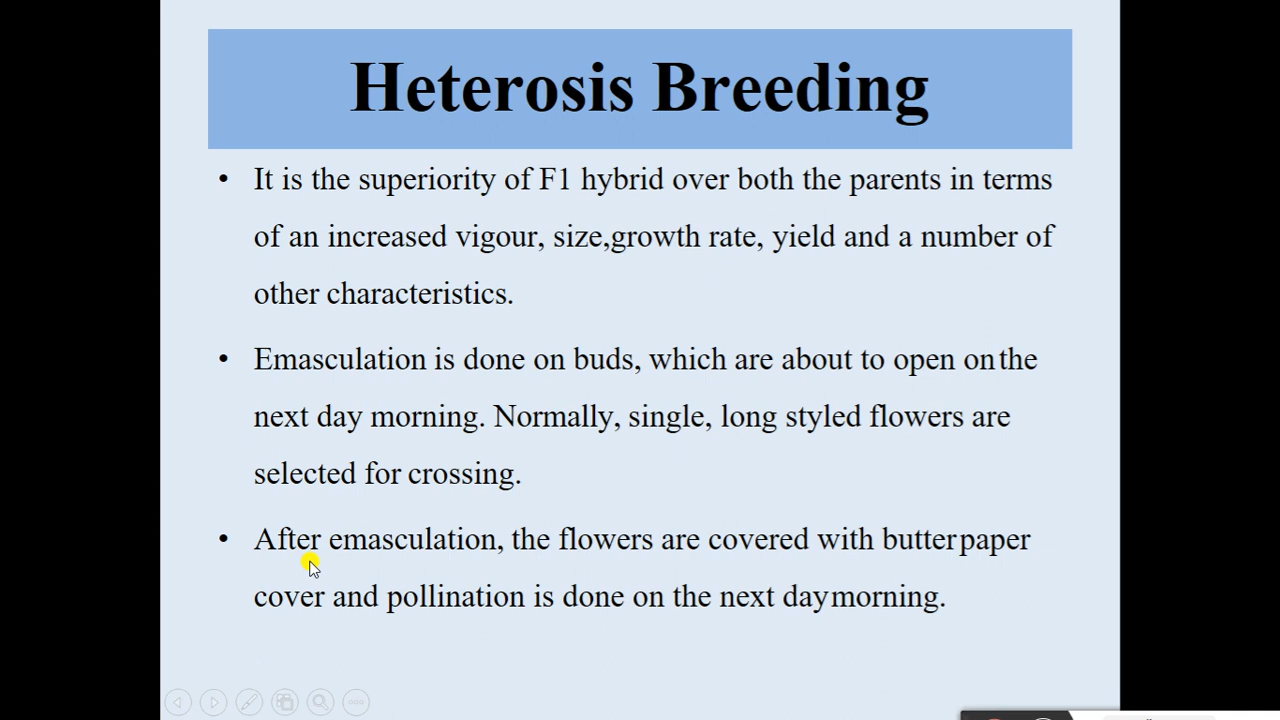 Heterosis Breeding
• It is the superiority of F1 hybrid over both the parents in terms
of an increased vigour, size,growth rate, yield and a number of
other characteristics.
• Emasculation is done on buds, which are about to open onthe
next day morning. Normally, single, long styled flowers are
selected for crossing.
• After emasculation, the flowers are covered with butterpaper
cover and pollination is done on the next daymorning.